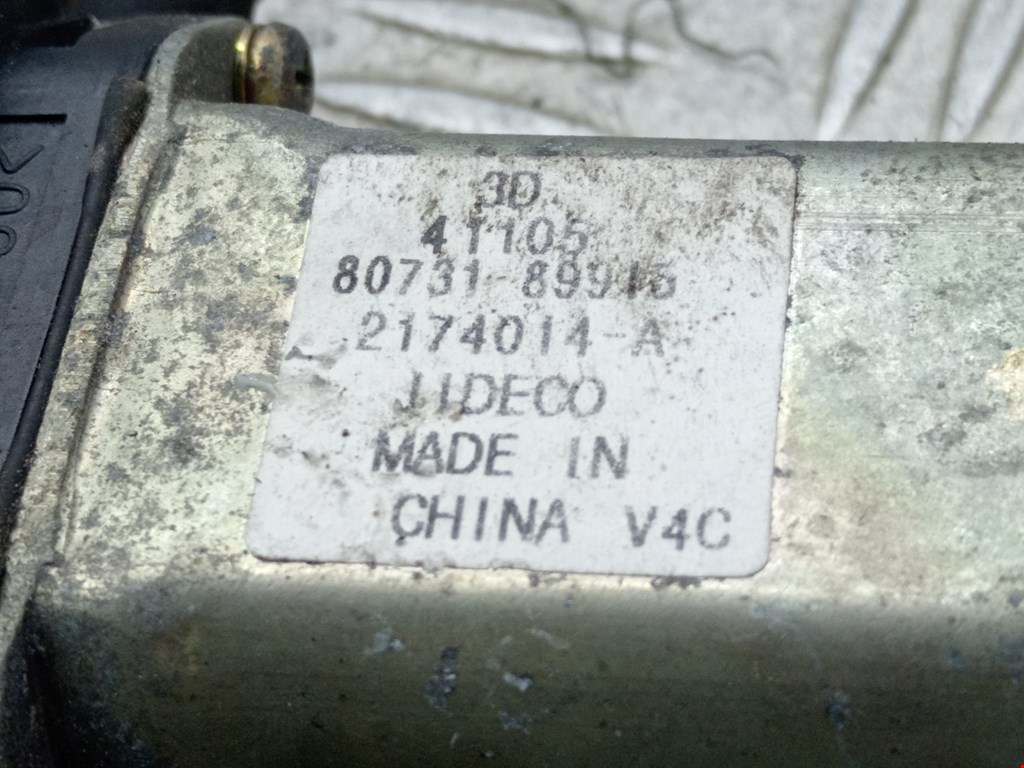 3D
41105
80731-89915
2174014-A
JIDECO
MADE IN
CHINA V4C